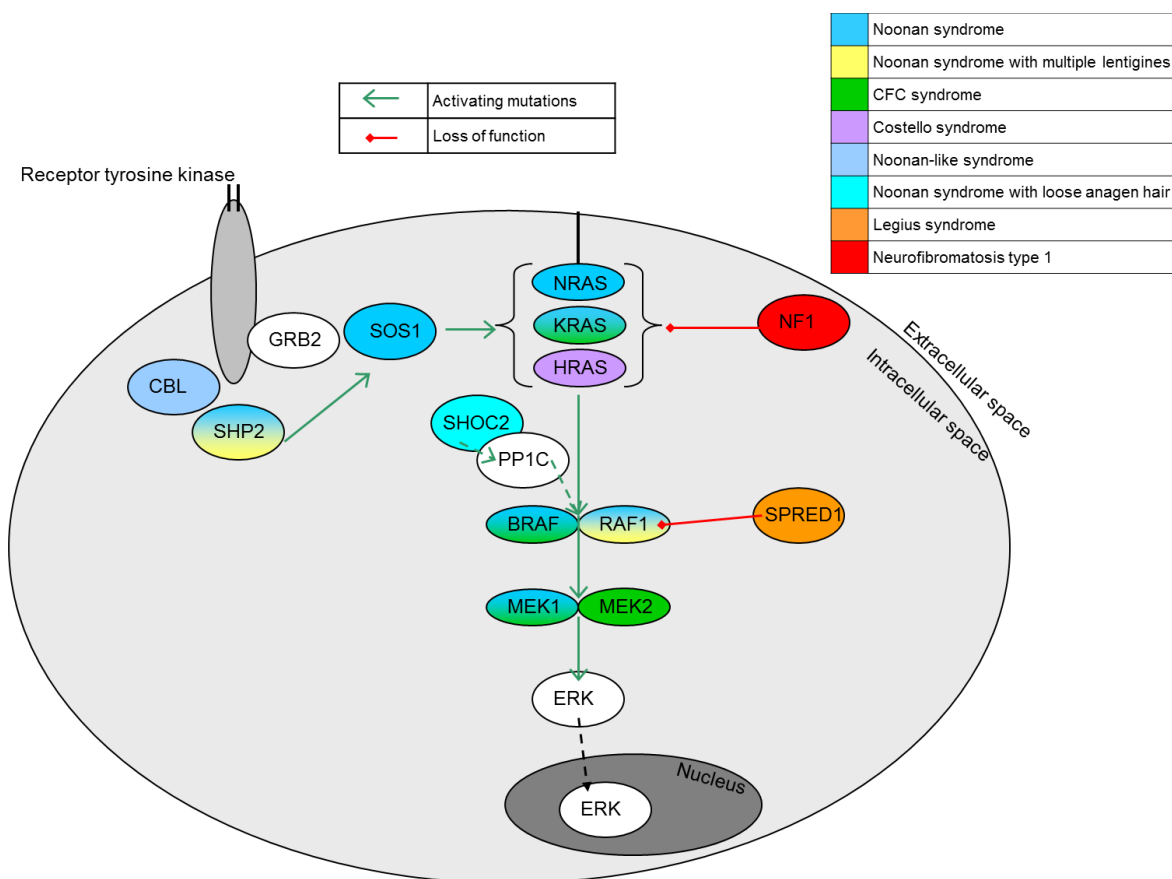 Noonan syndrome
Noonan syndrome with multiple lentigines
CFC syndrome
Costello syndrome
Noonan-like syndrome
Noonan syndrome with loose anagen hair
Legius syndrome
Neurofibromatosis type 1
Activating mutations
Loss of function
Receptor tyrosine kinase
NRAS
KRAS
HRAS
NF1
Extracellular space
Intracellular space
GRB2
SOS1
CBL
SHP2
SHOC2
PP1C
BRAF
RAF1
SPRED1
MEK1
MEK2
ERK
Nucleus
ERK